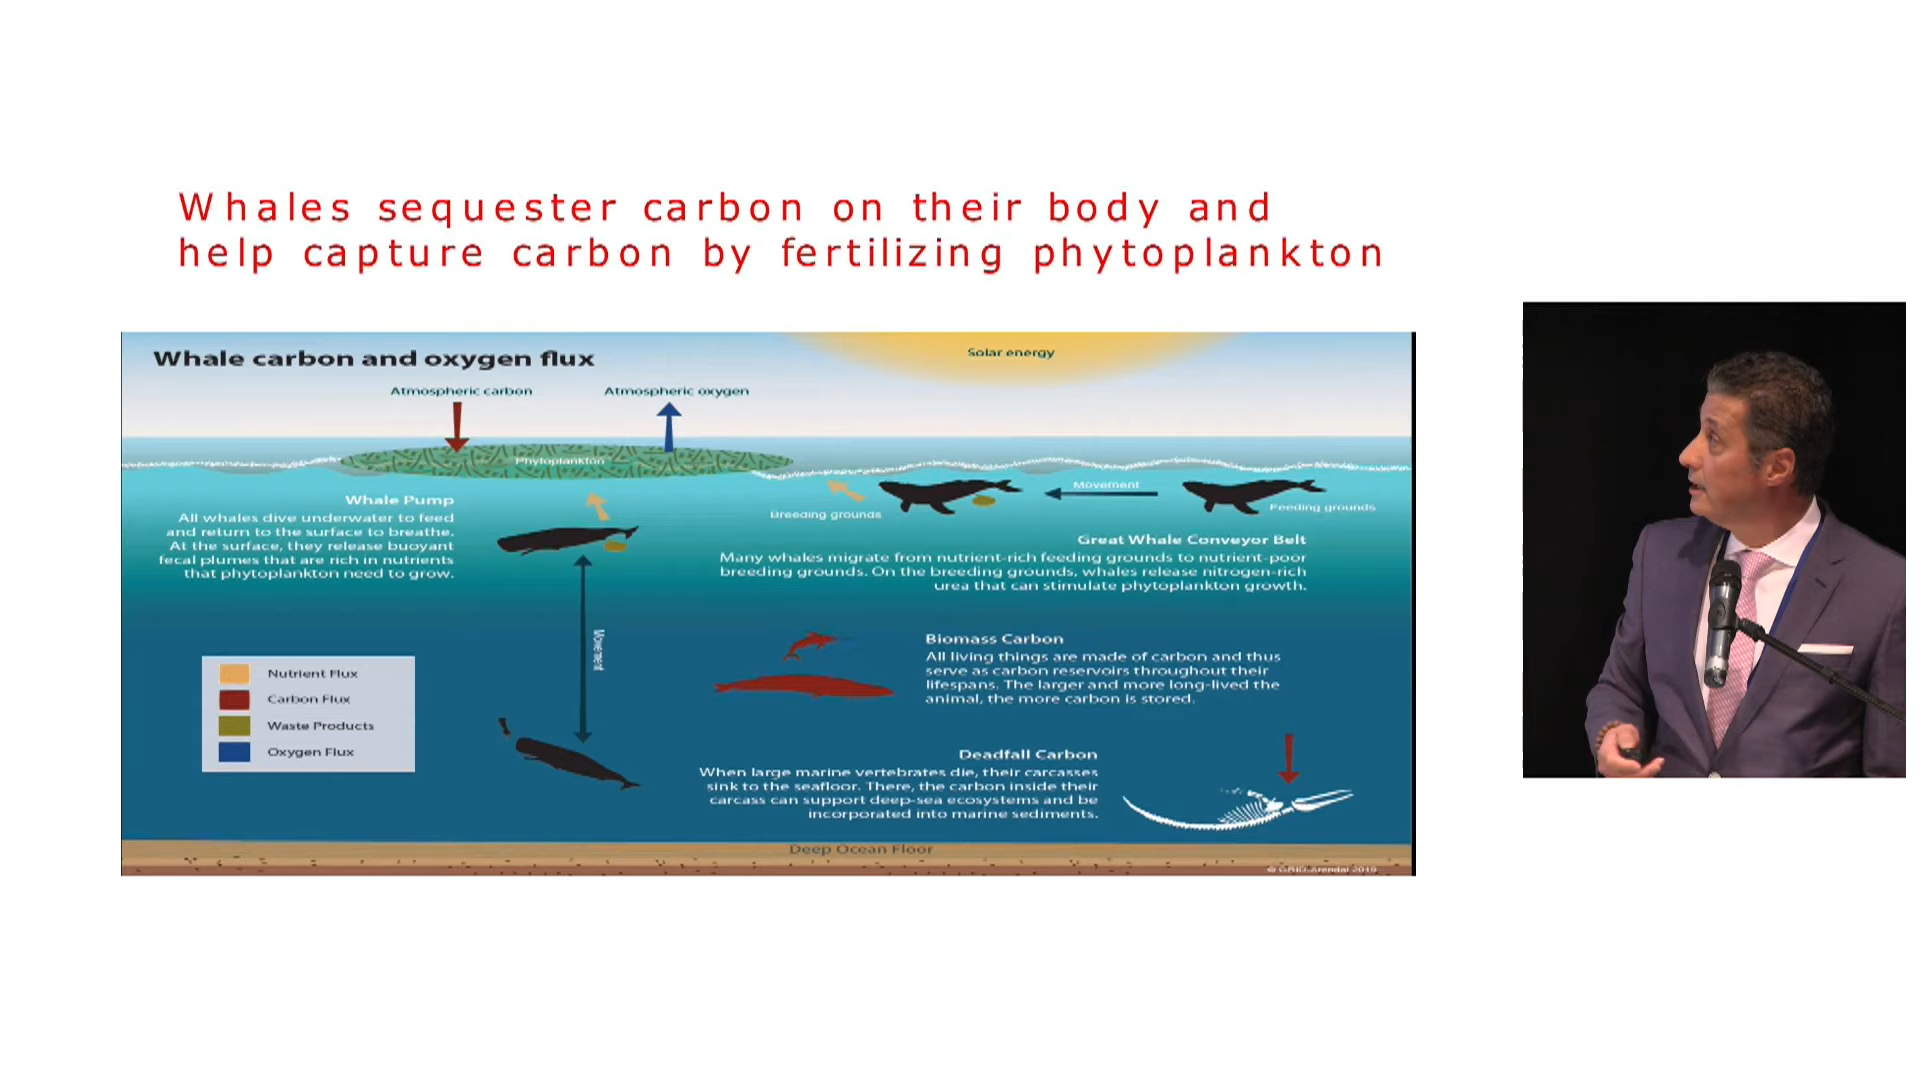 Whales sequester carbon on their body and
help capture carbon by fertilizing phytoplankton
Whale carbon and oxygen flux
Solar energy
Atmospheric carbon
Atmospheric oxygen
Phytoplankton
Whale Pump
All whales dive underwater to feed
and return to the surface to breathe.
At the surface, they release buoyant
fecal plumes that are rich in nutrients
that phytoplankton need to grow.
Movement
Breeding grounds
Movement
Feeding grounds
Great Whale Conveyor Belt
Many whales migrate from nutrient-rich feeding grounds to nutrient-poor
breeding grounds. On the breeding grounds, whales release nitrogen-rich
urea that can stimulate phytoplankton growth.
Biomass Carbon
All living things are made of carbon and thus
serve as carbon reservoirs throughout their
lifespans. The larger and more long-lived the
animal, the more carbon is stored.
Nutrient Flux
Carbon Flux
Waste Products
Oxygen Flux
Deadfall Carbon
When large marine vertebrates die, their carcasses
sink to the seafloor. There, the carbon inside their
carcass can support deep-sea ecosystems and be
incorporated into marine sediments.
Deep Ocean Floor
© GRID-Arendal 2019